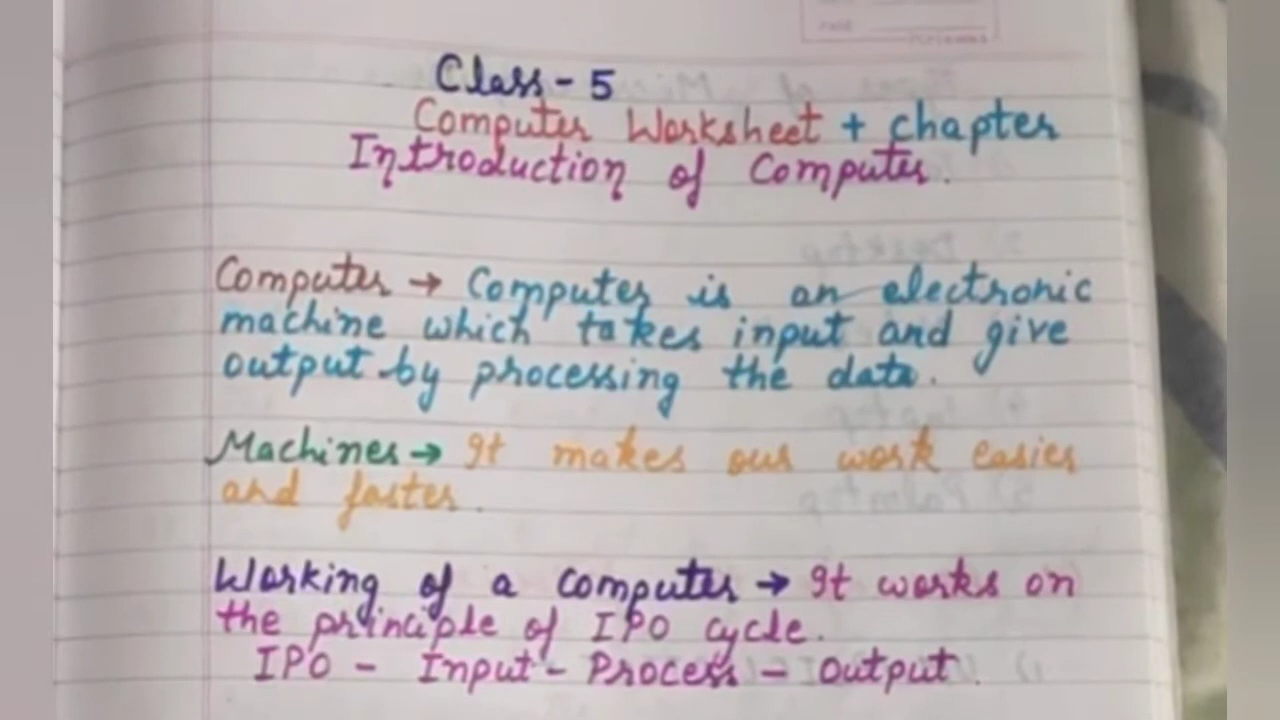 Class - 5
Computer Worksheet + chapter
Introduction of Computer.
Computer → Computer is an electronic
machine which takes input and give
output by processing the data.
Machines → It makes our work easier
and faster.
Working of a computer → It works on
the principle of IPO cycle.
IPO - Input - Process - Output.